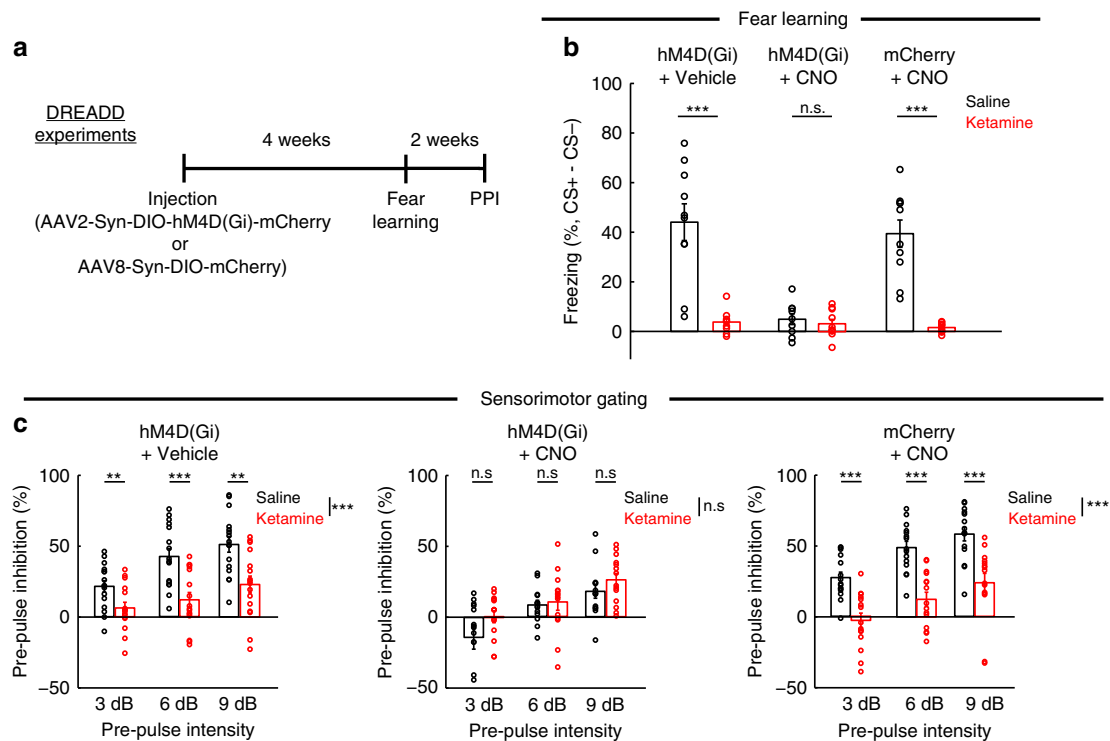 a
DREADD
experiments
4 weeks
2 weeks
Injection
(AAV2-Syn-DIO-hM4D(Gi)-mCherry
or
AAV8-Syn-DIO-mCherry)
Fear
learning
PPI
Fear learning
b
hM4D(Gi)
+ Vehicle
hM4D(Gi)
+ CNO
mCherry
+ CNO
***
n.s.
***
Saline
Ketamine
Freezing (%, CS+ - CS–)
100
80
60
40
20
0
Sensorimotor gating
c
hM4D(Gi)
+ Vehicle
**
***
**
Saline
Ketamine
***
Pre-pulse inhibition (%)
100
50
0
–50
3 dB
6 dB
9 dB
Pre-pulse intensity
hM4D(Gi)
+ CNO
n.s
n.s
n.s
Saline
Ketamine
n.s
Pre-pulse inhibition (%)
100
50
0
–50
3 dB
6 dB
9 dB
Pre-pulse intensity
mCherry
+ CNO
***
***
***
Saline
Ketamine
***
Pre-pulse inhibition (%)
100
50
0
–50
3 dB
6 dB
9 dB
Pre-pulse intensity